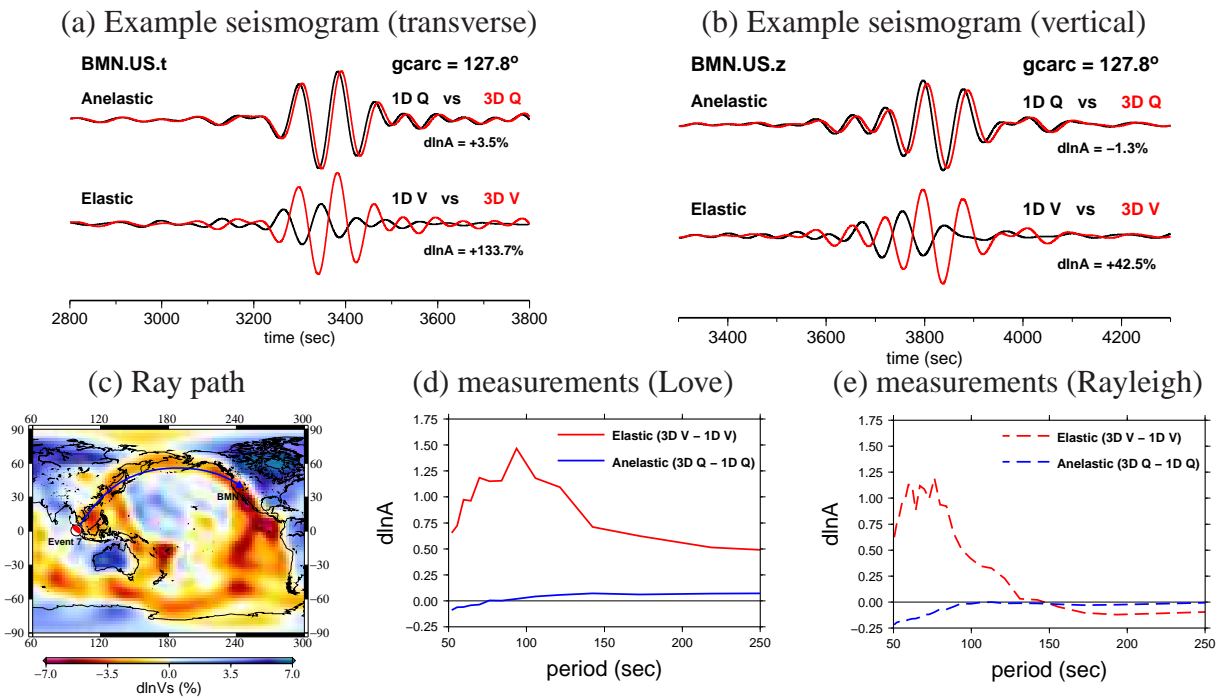 (a) Example seismogram (transverse)
BMN.US.t
gcarc = 127.8º
Anelastic
1D Q vs 3D Q
dlnA = +3.5%
Elastic
1D V vs 3D V
dlnA = +133.7%
2800 3000 3200 3400 3600 3800
time (sec)
(b) Example seismogram (vertical)
BMN.US.z
gcarc = 127.8º
Anelastic
1D Q vs 3D Q
dlnA = −1.3%
Elastic
1D V vs 3D V
dlnA = +42.5%
3400 3600 3800 4000 4200
time (sec)
(c) Ray path
60 120 180 240 300
90 90
60 60
30 30
0 0
−30 −30
−60 −60
−90 −90
60 120 180 240 300
BMN
Event 7
−7.0 −3.5 0.0 3.5 7.0
dlnVs (%)
(d) measurements (Love)
1.75
1.50
1.25
1.00
0.75
0.50
0.25
0.00
−0.25
dlnA
Elastic (3D V − 1D V)
Anelastic (3D Q − 1D Q)
50 100 150 200 250
period (sec)
(e) measurements (Rayleigh)
1.75
1.50
1.25
1.00
0.75
0.50
0.25
0.00
−0.25
dlnA
Elastic (3D V − 1D V)
Anelastic (3D Q − 1D Q)
50 100 150 200 250
period (sec)